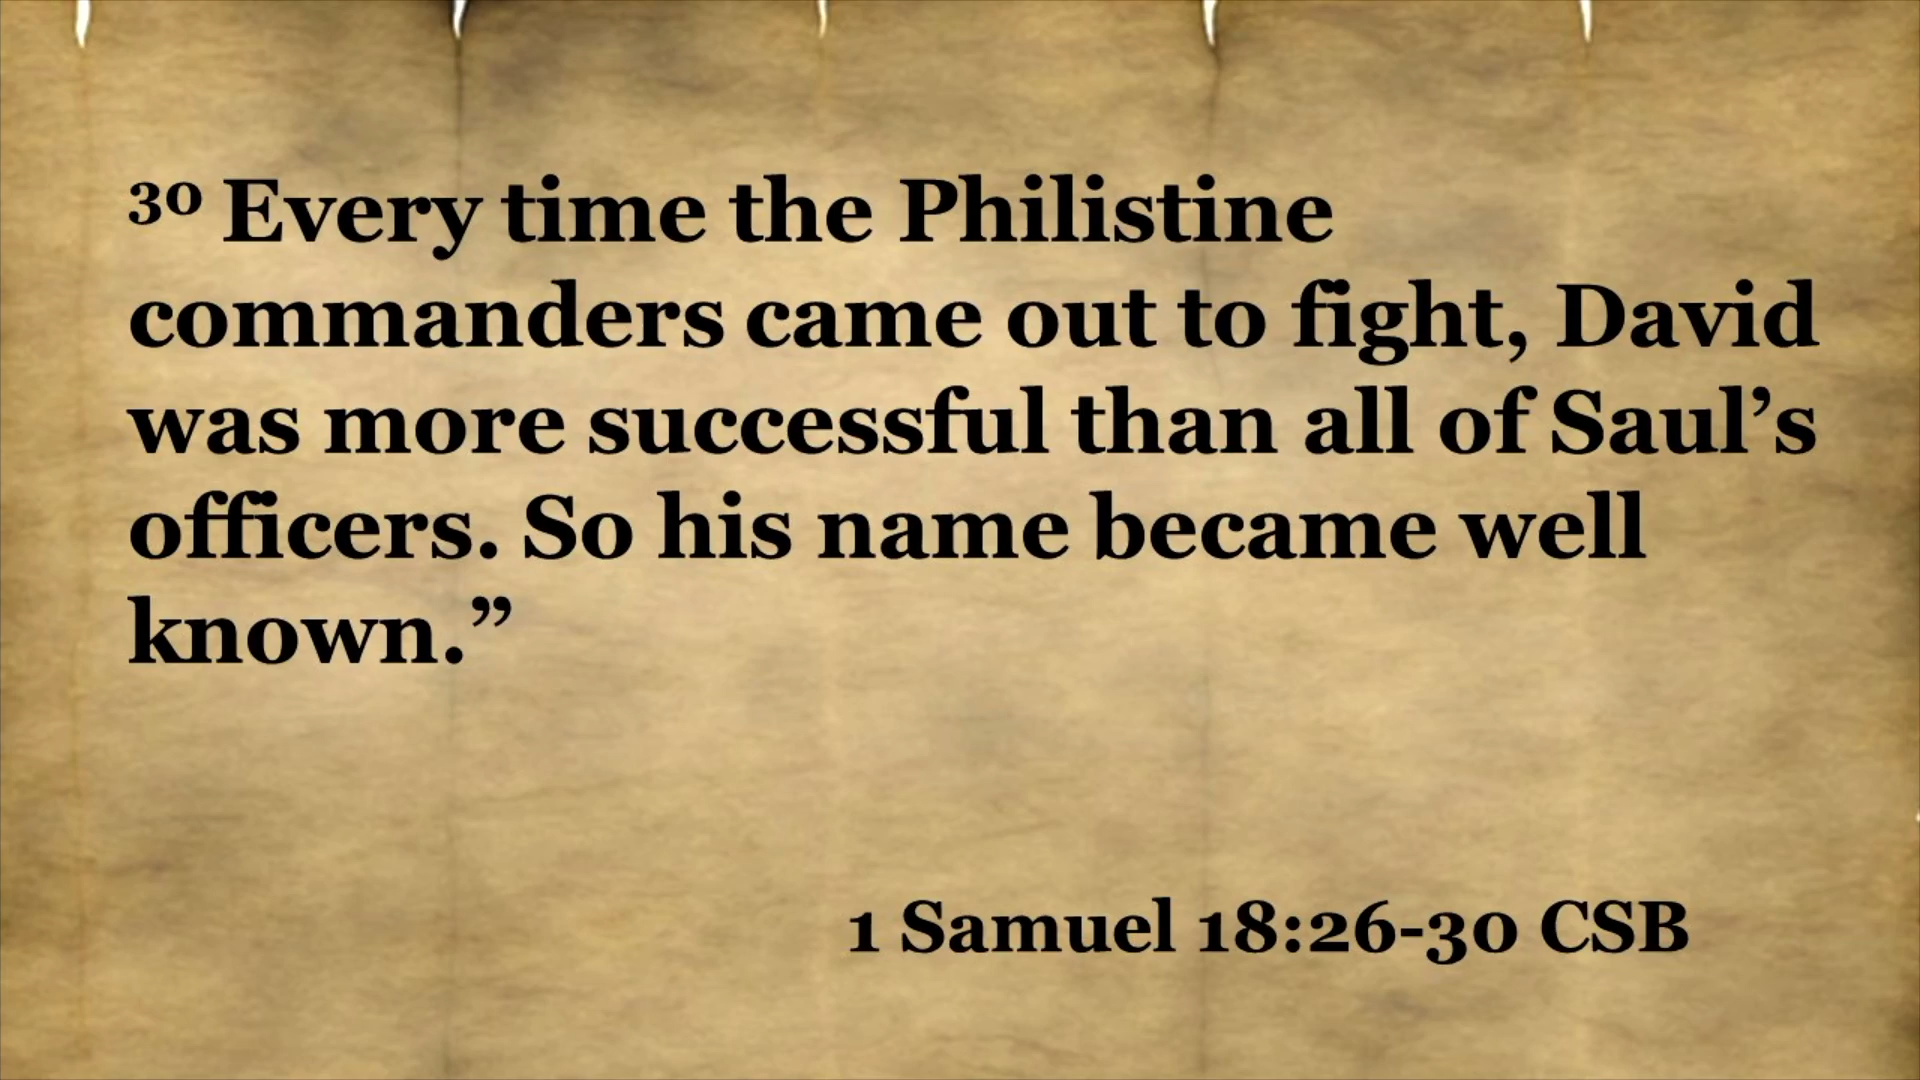 30 Every time the Philistine
commanders came out to fight, David
was more successful than all of Saul’s
officers. So his name became well
known.”
1 Samuel 18:26-30 CSB